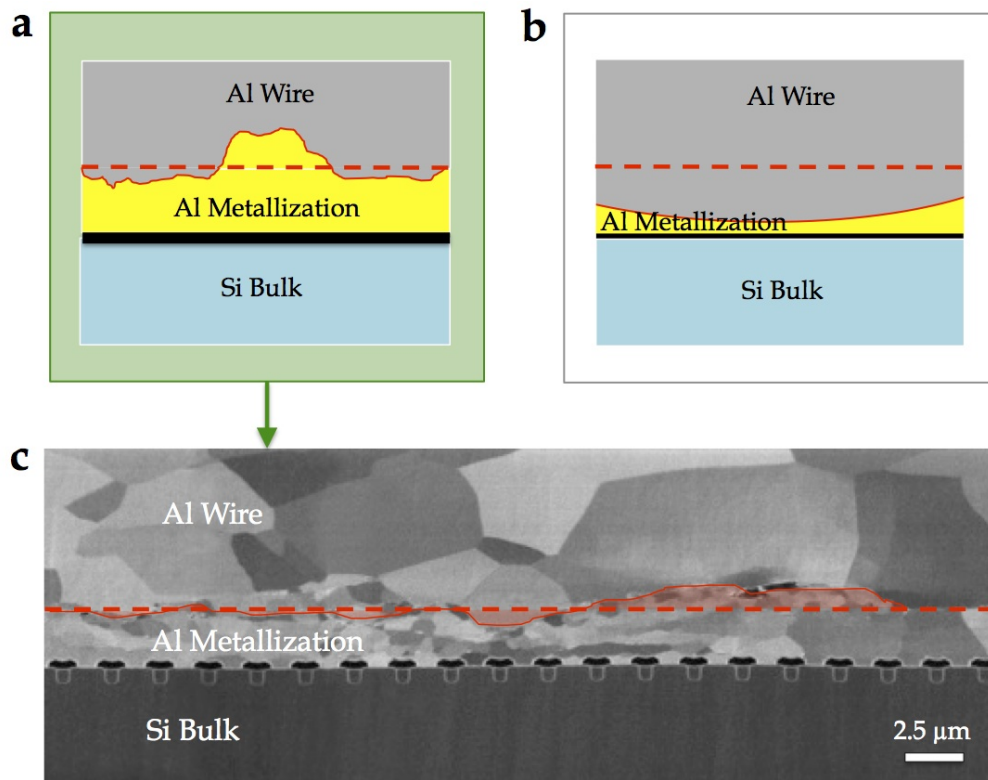 a
Al Wire
Al Metallization
Si Bulk
b
Al Wire
Al Metallization
Si Bulk
c
Al Wire
Al Metallization
Si Bulk
2.5 µm